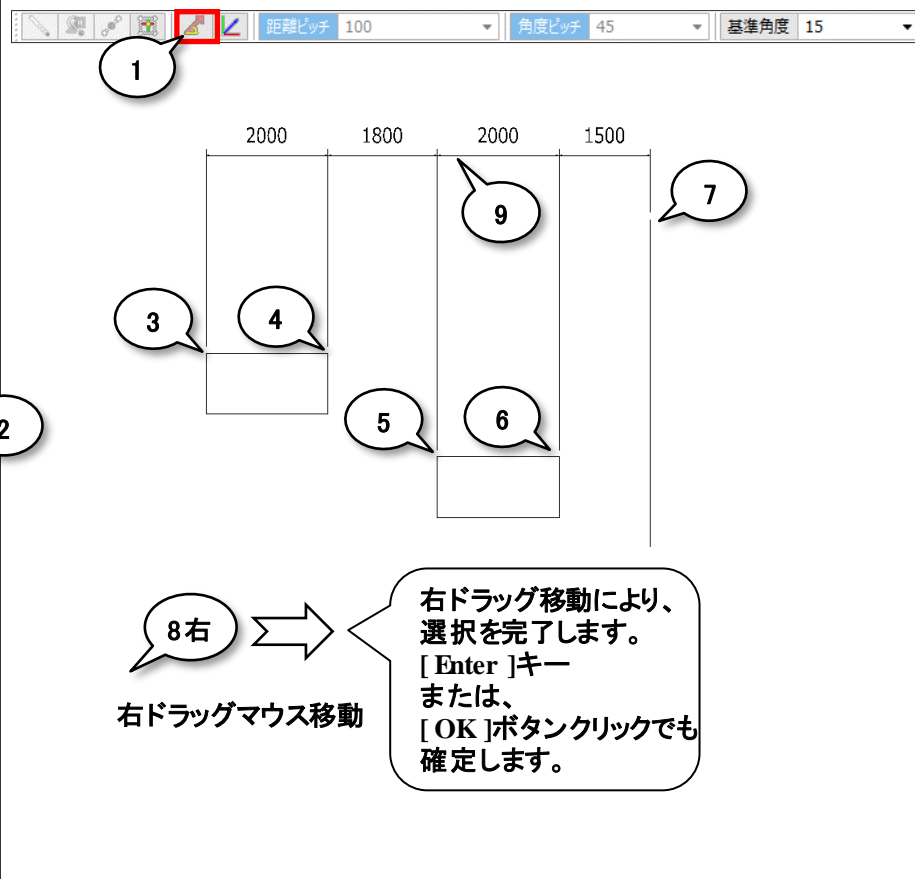 距離ピッチ 100 角度ピッチ 45 基準角度 15
1
2000 1800 2000 1500
9
7
3
4
2
5
6
8右
右ドラッグマウス移動
右ドラッグ移動により、
選択を完了します。
[ Enter ]キー
または、
[ OK ]ボタンクリックでも
確定します。